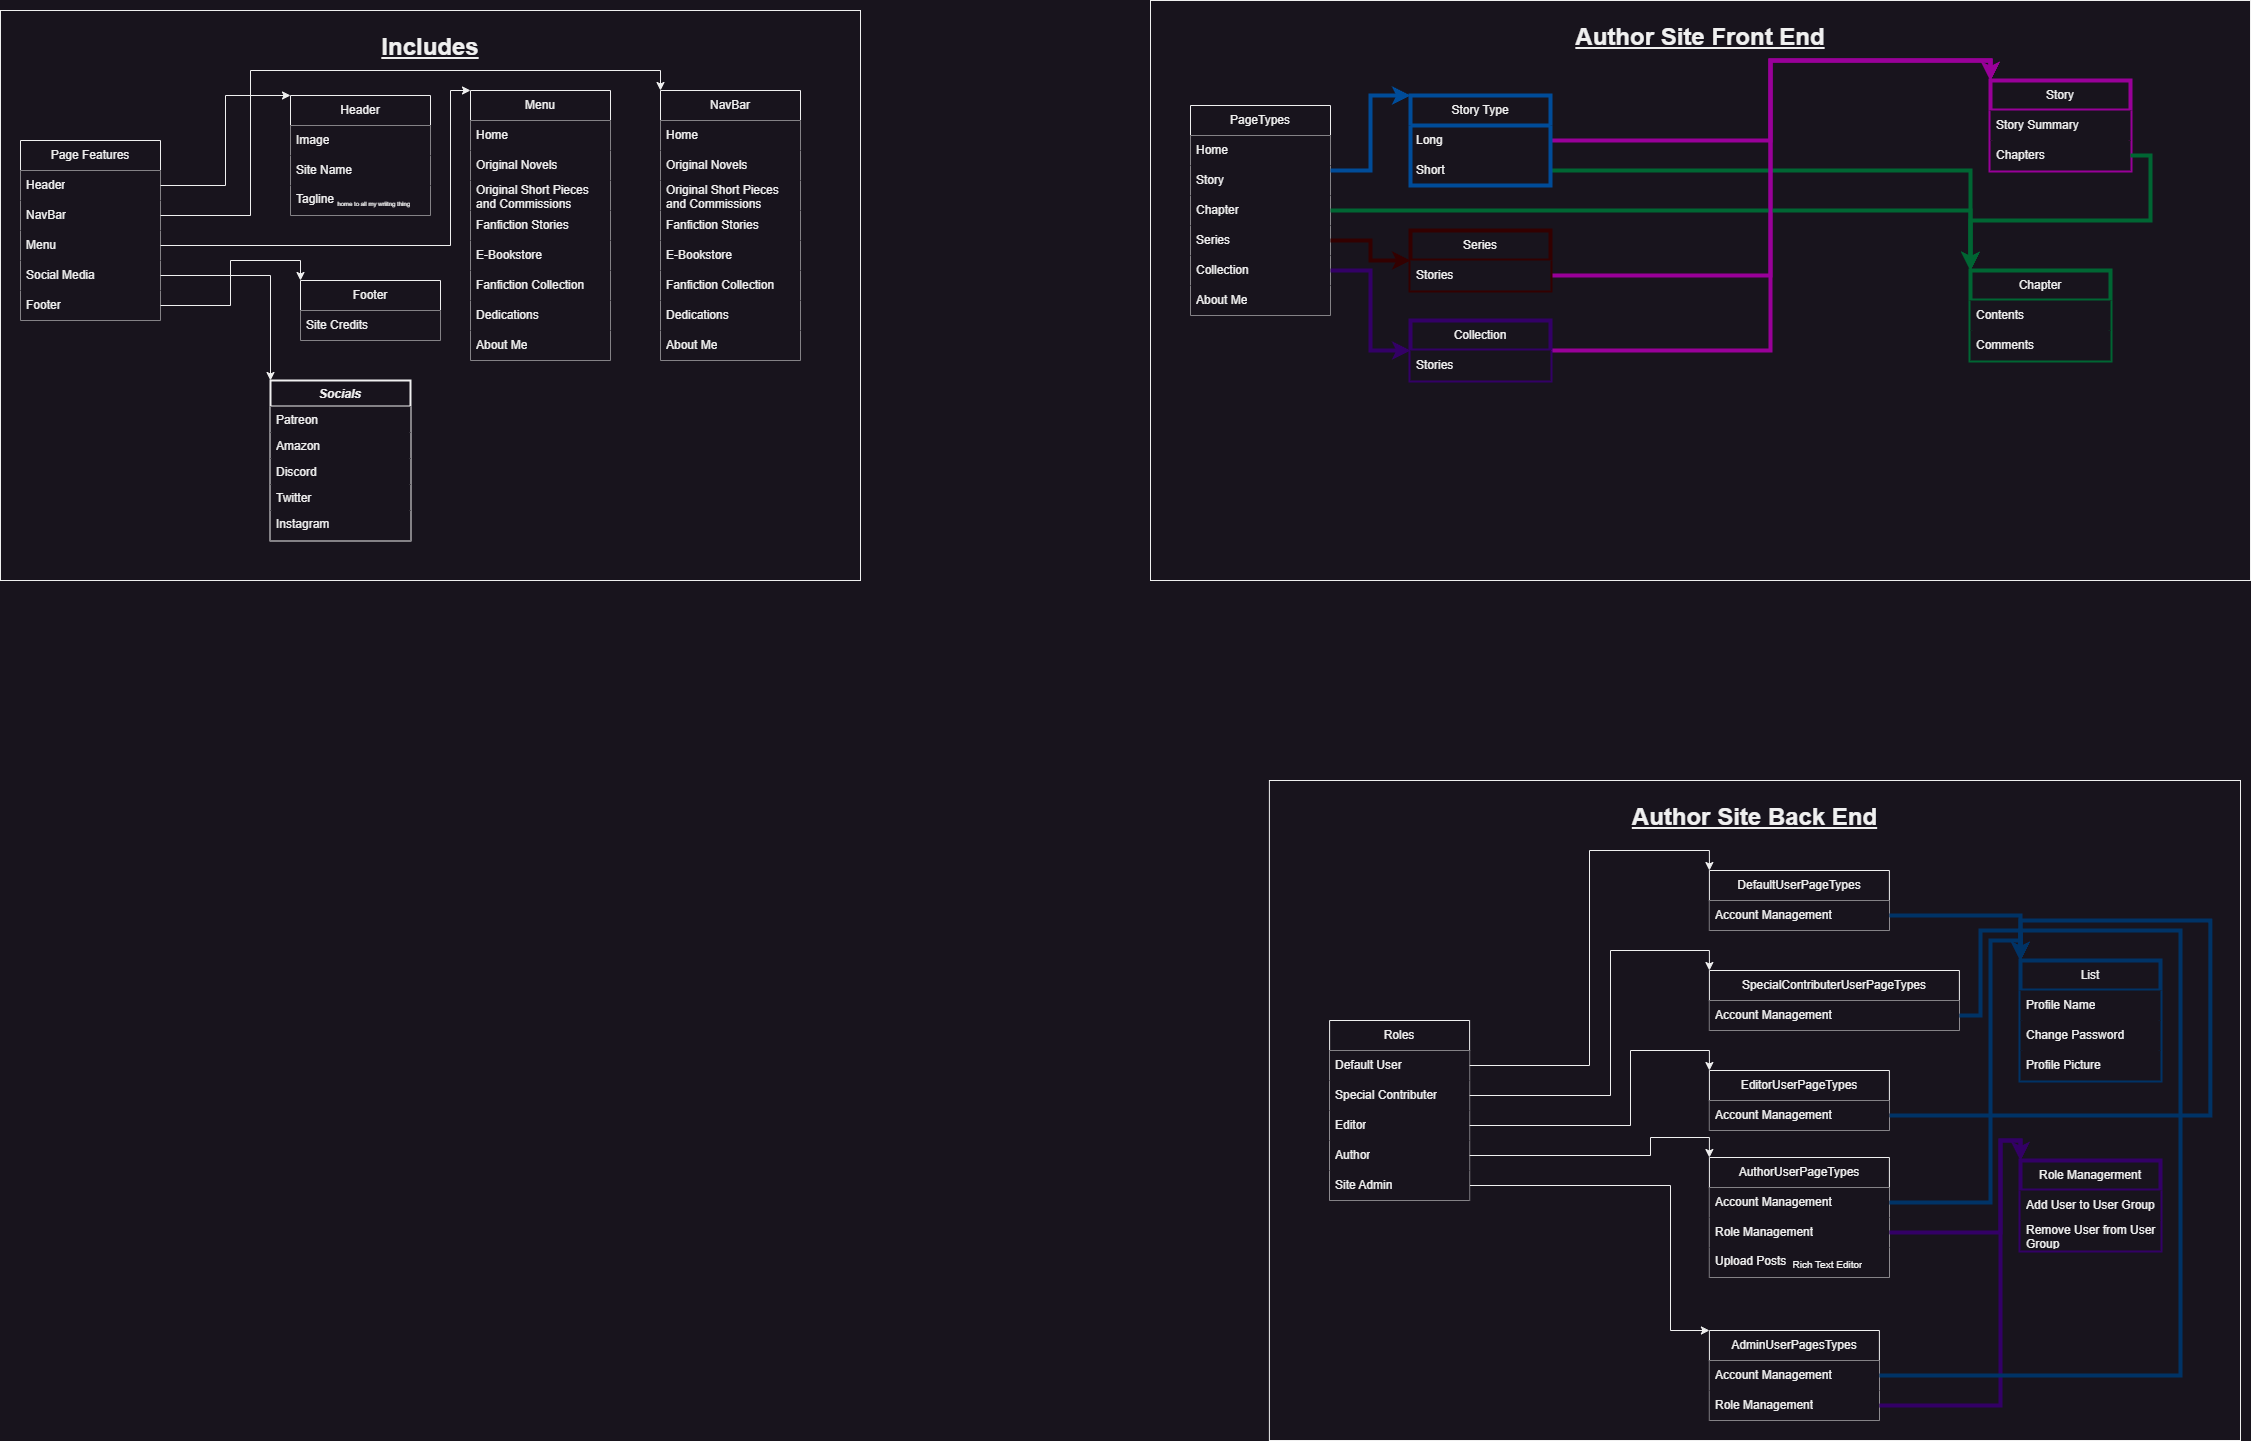 Includes
Page Features
Header
NavBar
Menu
Social Media
Footer
Header
Image
Site Name
Tagline home to all my writing thing
Footer
Site Credits
Socials
Patreon
Amazon
Discord
Twitter
Instagram
Menu
Home
Original Novels
Original Short Pieces
and Commissions
Fanfiction Stories
E-Bookstore
Fanfiction Collection
Dedications
About Me
NavBar
Home
Original Novels
Original Short Pieces
and Commissions
Fanfiction Stories
E-Bookstore
Fanfiction Collection
Dedications
About Me
Author Site Front End
PageTypes
Home
Story
Chapter
Series
Collection
About Me
Story Type
Long
Short
Series
Stories
Collection
Stories
Story
Story Summary
Chapters
Chapter
Contents
Comments
Author Site Back End
Roles
Default User
Special Contributer
Editor
Author
Site Admin
DefaultUserPageTypes
Account Management
SpecialContributerUserPageTypes
Account Management
EditorUserPageTypes
Account Management
AuthorUserPageTypes
Account Management
Role Management
Upload Posts Rich Text Editor
AdminUserPagesTypes
Account Management
Role Management
List
Profile Name
Change Password
Profile Picture
Role Managerment
Add User to User Group
Remove User from User
Group